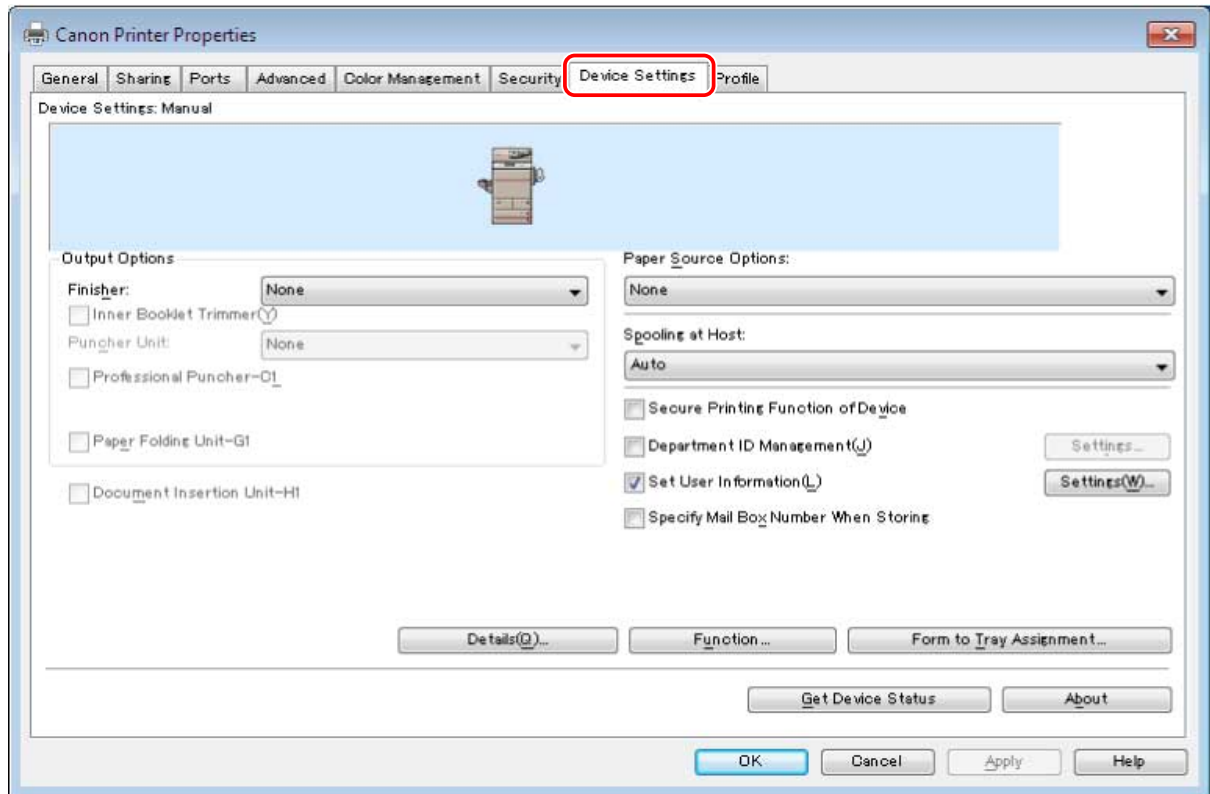 Canon Printer Properties
General Sharing Ports Advanced Color Management Security Device Settings Profile
Device Settings: Manual
Output Options
Finisher: None
Inner Booklet Trimmer(Y)
Puncher Unit: None
Professional Puncher-C1
Paper Folding Unit-G1
Document Insertion Unit-H1
Paper Source Options:
None
Spooling at Host:
Auto
Secure Printing Function of Device
Department ID Management(J) Settings...
Set User Information(L) Settings(W)...
Specify Mail Box Number When Storing
Details(Q)... Function... Form to Tray Assignment...
Get Device Status About
OK Cancel Apply Help